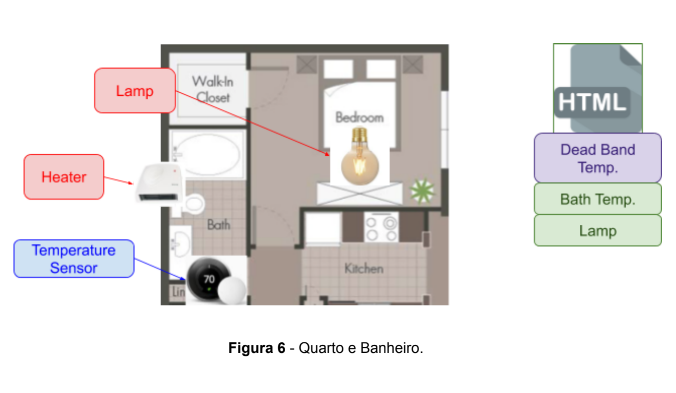 Walk-In
Closet
Lamp
Bedroom
HTML
Dead Band
Temp.
Heater
Bath Temp.
Bath
Lamp
Temperature
Sensor
70
Kitchen
Lin
Figura 6 - Quarto e Banheiro.